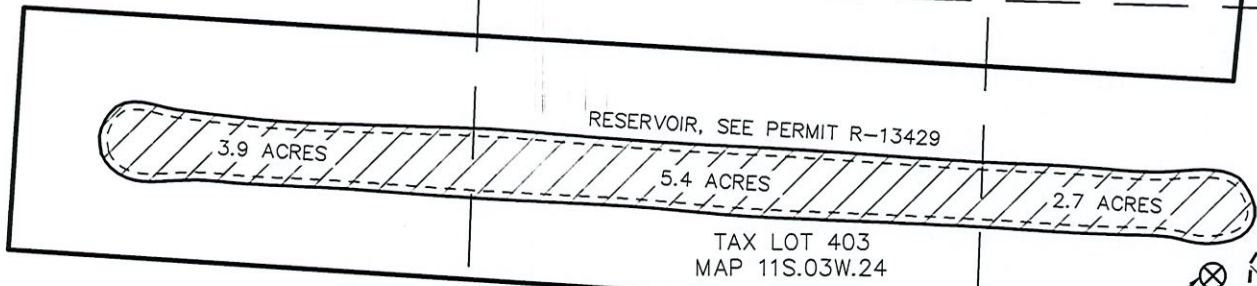 RESERVOIR, SEE PERMIT R-13429
3.9 ACRES
5.4 ACRES
2.7 ACRES
TAX LOT 403
MAP 11S.03W.24